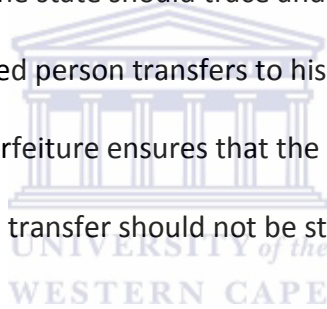 he state should trace and
ed person transfers to his
rfeiture ensures that the
transfer should not be st
UNIVERSITY of the
WESTERN CAPE